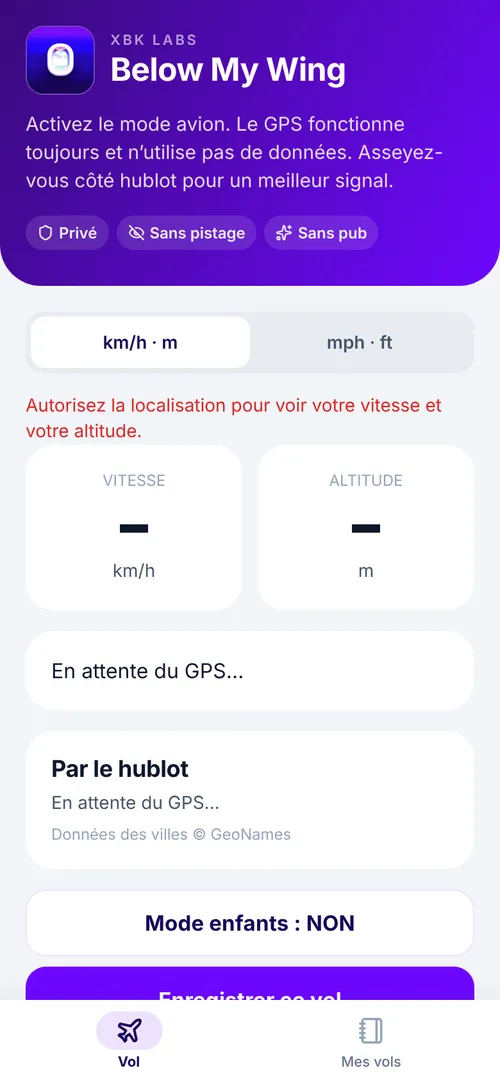 XBK LABS
Below My Wing
Activez le mode avion. Le GPS fonctionne
toujours et n’utilise pas de données. Asseyez-
vous côté hublot pour un meilleur signal.
Privé
Sans pistage
Sans pub
km/h · m
mph · ft
Autorisez la localisation pour voir votre vitesse et
votre altitude.
VITESSE
ALTITUDE
km/h
m
En attente du GPS…
Par le hublot
En attente du GPS…
Données des villes © GeoNames
Mode enfants : NON
Enregistrer ce vol
Vol
Mes vols